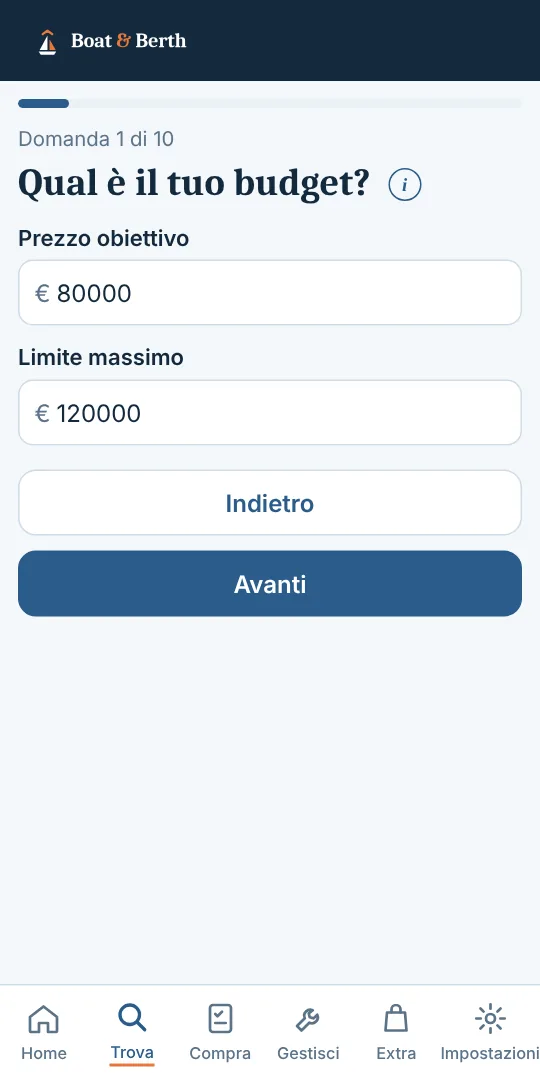 Boat & Berth
Domanda 1 di 10
Qual è il tuo budget? i
Prezzo obiettivo
€ 80000
Limite massimo
€ 120000
Indietro
Avanti
Home Trova Compra Gestisci Extra Impostazioni